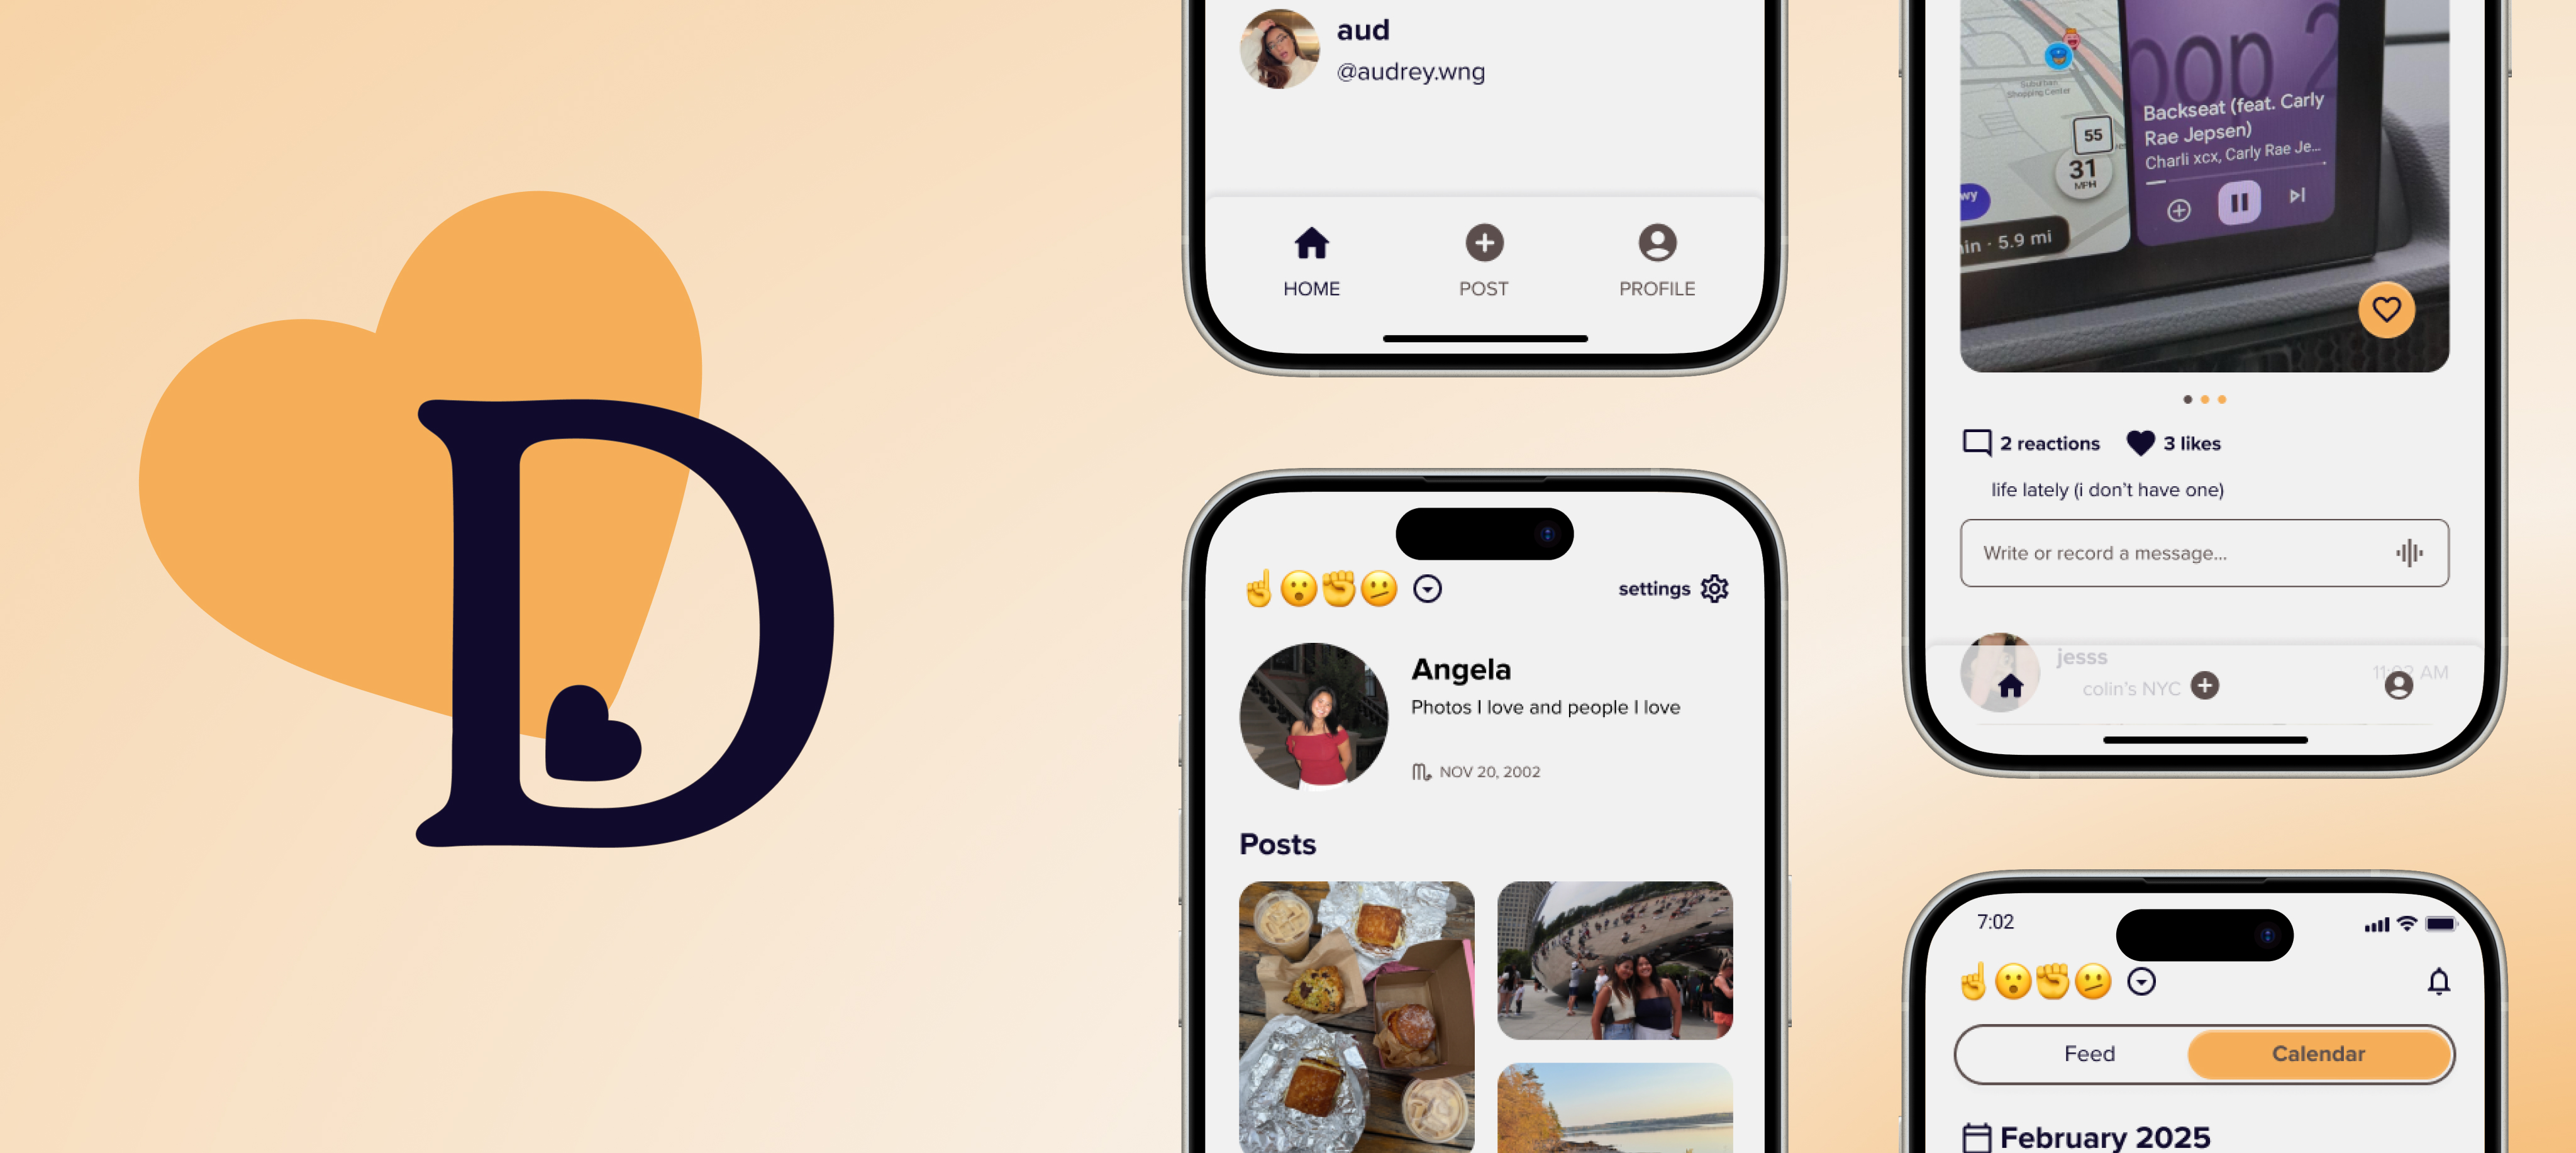 D
aud
@audrey.wng
HOME
POST
PROFILE
settings
Angela
Photos I love and people I love
NOV 20, 2002
Posts
pop 2
Suburban
Shopping Center
Backseat (feat. Carly
Rae Jepsen)
Charli xcx, Carly Rae Je...
55
31
MPH
wy
in · 5.9 mi
2 reactions
3 likes
life lately (i don't have one)
Write or record a message...
jesss
colin's NYC
11:02 AM
7:02
Feed
Calendar
February 2025